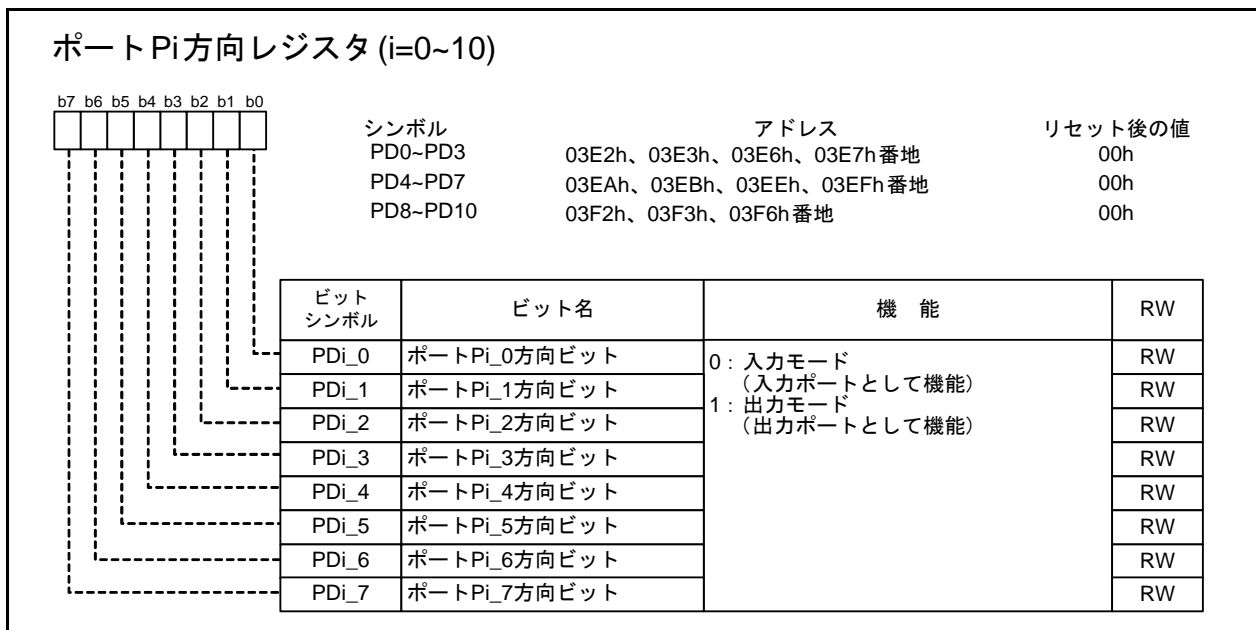 ポートPi方向レジスタ(i=0~10)
b7 b6 b5 b4 b3 b2 b1 b0
シンボル アドレス リセット後の値
PD0~PD3 03E2h、03E3h、03E6h、03E7h番地 00h
PD4~PD7 03EAh、03EBh、03EEh、03EFh番地 00h
PD8~PD10 03F2h、03F3h、03F6h番地 00h
ビット
シンボル ビット名 機 能 RW
PDi_0 ポートPi_0方向ビット 0:入力モード RW
(入力ポートとして機能)
PDi_1 ポートPi_1方向ビット RW
1:出力モード
PDi_2 ポートPi_2方向ビット (出力ポートとして機能) RW
PDi_3 ポートPi_3方向ビット RW
PDi_4 ポートPi_4方向ビット RW
PDi_5 ポートPi_5方向ビット RW
PDi_6 ポートPi_6方向ビット RW
PDi_7 ポートPi_7方向ビット RW